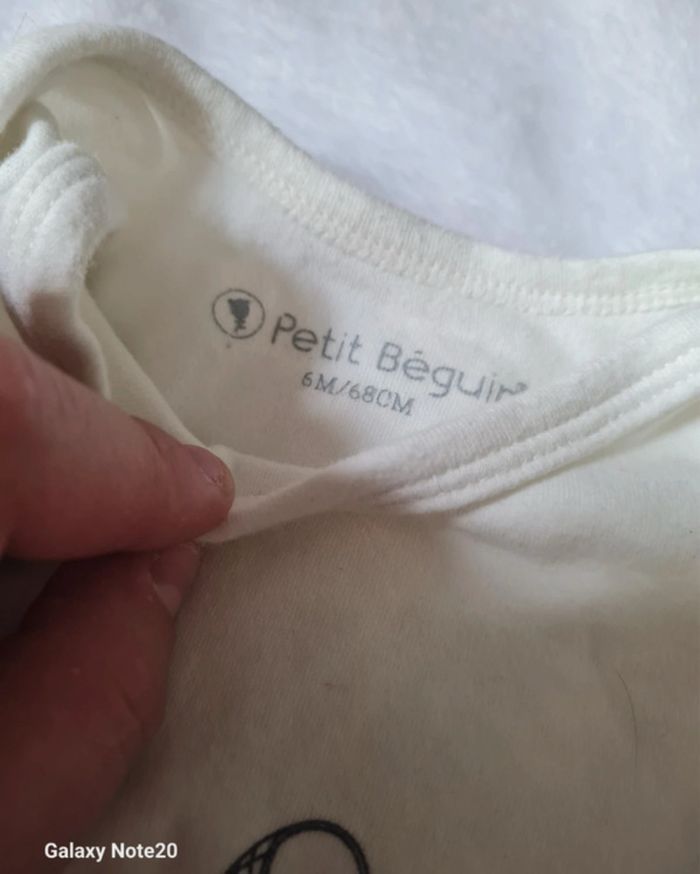 Petit Béguin
6M/68CM
Galaxy Note20